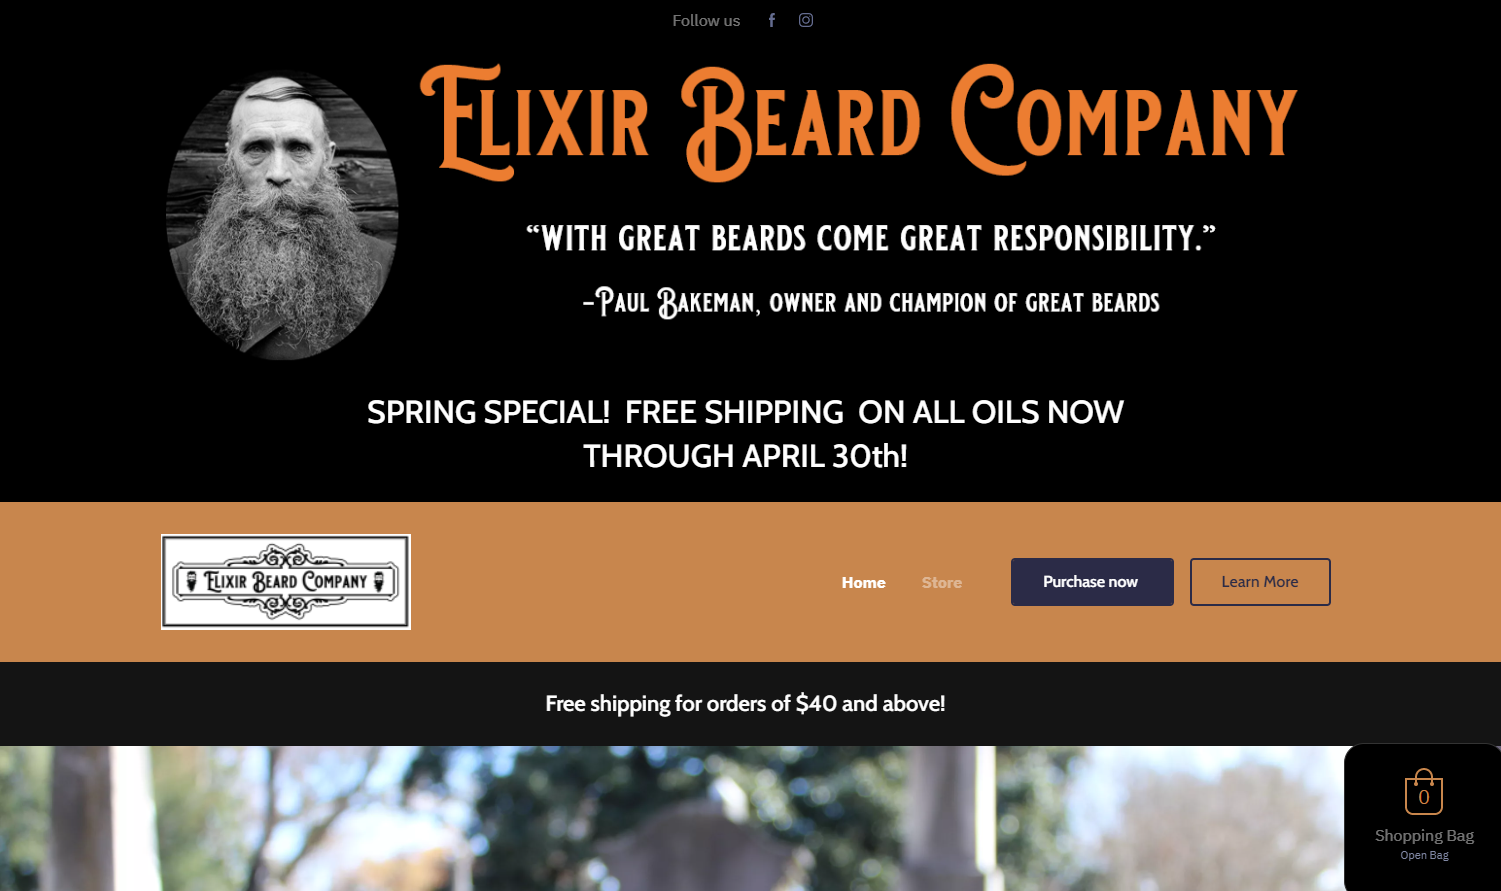 Follow us
Elixir Beard Company
“WITH GREAT BEARDS COME GREAT RESPONSIBILITY.”
–Paul Bakeman, owner and champion of great beards
SPRING SPECIAL!  FREE SHIPPING  ON ALL OILS NOW
THROUGH APRIL 30th!
Elixir Beard Company
Home
Store
Purchase now
Learn More
Free shipping for orders of $40 and above!
0
Shopping Bag
Open Bag